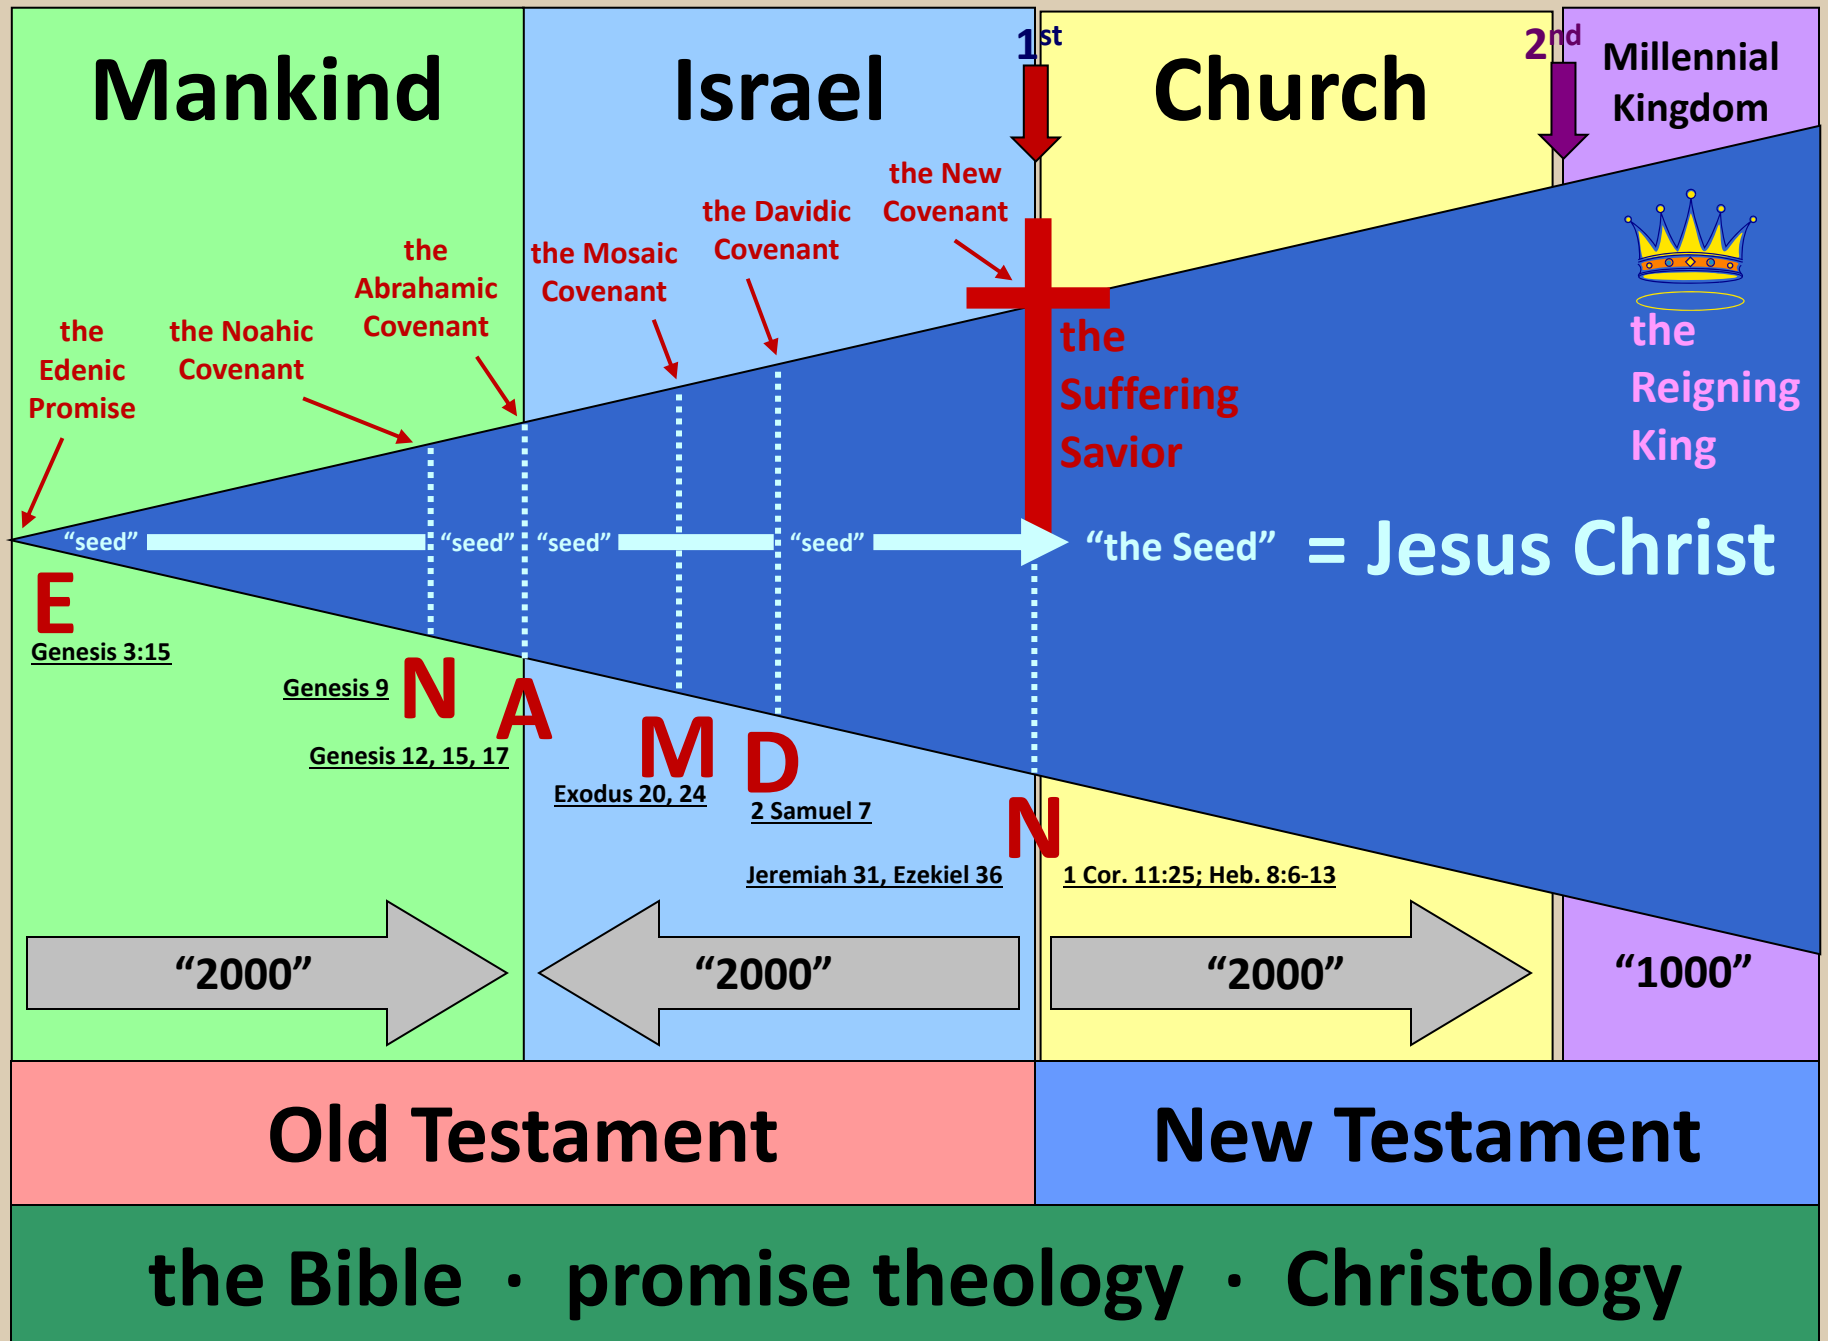 Mankind
Israel
1st
Church
2nd
Millennial
Kingdom
the
Edenic
Promise
the Noahic
Covenant
the
Abrahamic
Covenant
the Mosaic
Covenant
the Davidic
Covenant
the New
Covenant
the
Suffering
Savior
the
Reigning
King
“seed”
“seed”
“seed”
“seed”
“the Seed” = Jesus Christ
E
Genesis 3:15
Genesis 9
N
A
Genesis 12, 15, 17
M
Exodus 20, 24
D
2 Samuel 7
N
Jeremiah 31, Ezekiel 36
1 Cor. 11:25; Heb. 8:6-13
“2000”
“2000”
“2000”
“1000”
Old Testament
New Testament
the Bible · promise theology · Christology